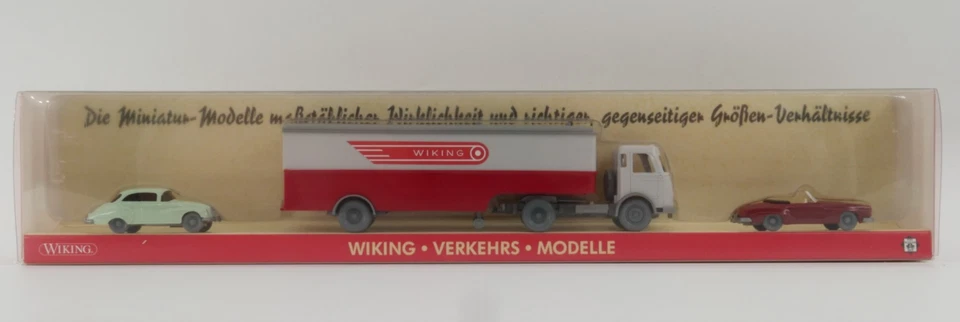 Die Miniatur-Modelle maßstäblicher Wirklichkeit und richtiger, gegenseitiger Größen-Verhältnisse
WIKING
WIKING
WIKING • VERKEHRS • MODELLE